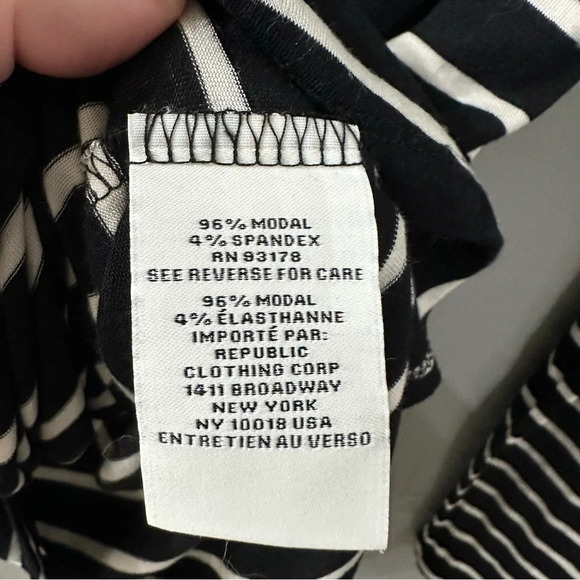 96% MODAL
4% SPANDEX
RN 93178
SEE REVERSE FOR CARE
96% MODAL
4% ÉLASTHANNE
IMPORTÉ PAR:
REPUBLIC
CLOTHING CORP
1411 BROADWAY
NEW YORK
NY 10018 USA
ENTRETIEN AU VERSO